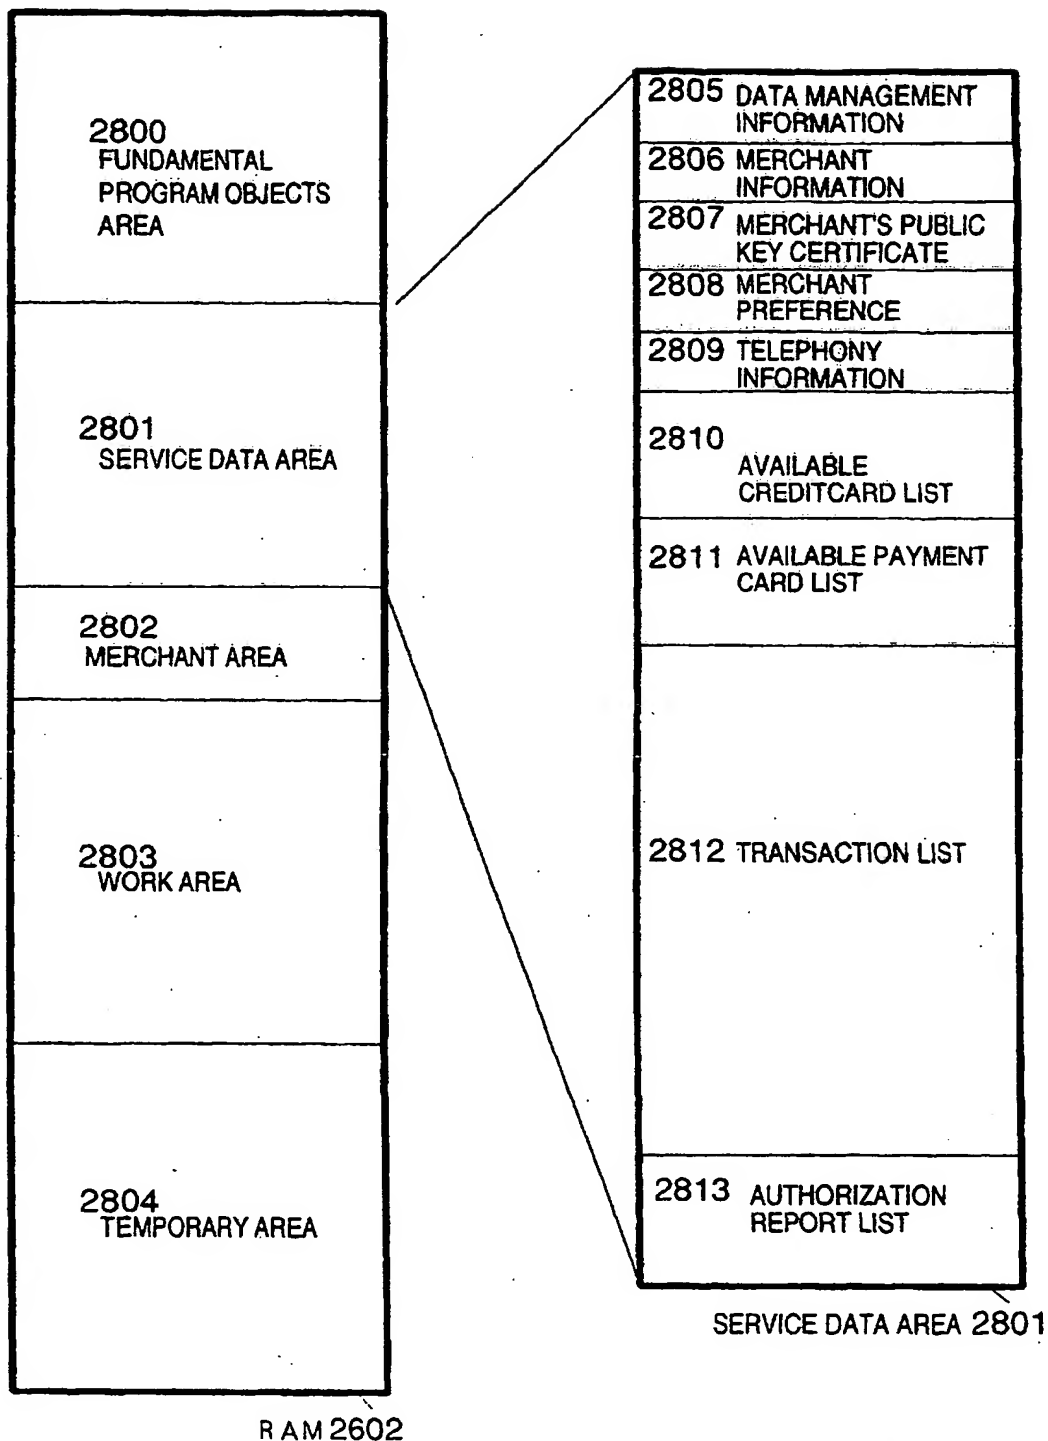 2800
FUNDAMENTAL
PROGRAM OBJECTS
AREA
2801
SERVICE DATA AREA
2802
MERCHANT AREA
2803
WORK AREA
2804
TEMPORARY AREA
RAM 2602
2805 DATA MANAGEMENT
INFORMATION
2806 MERCHANT
INFORMATION
2807 MERCHANT'S PUBLIC
KEY CERTIFICATE
2808 MERCHANT
PREFERENCE
2809 TELEPHONY
INFORMATION
2810
AVAILABLE
CREDITCARD LIST
2811 AVAILABLE PAYMENT
CARD LIST
2812 TRANSACTION LIST
2813 AUTHORIZATION
REPORT LIST
SERVICE DATA AREA 2801